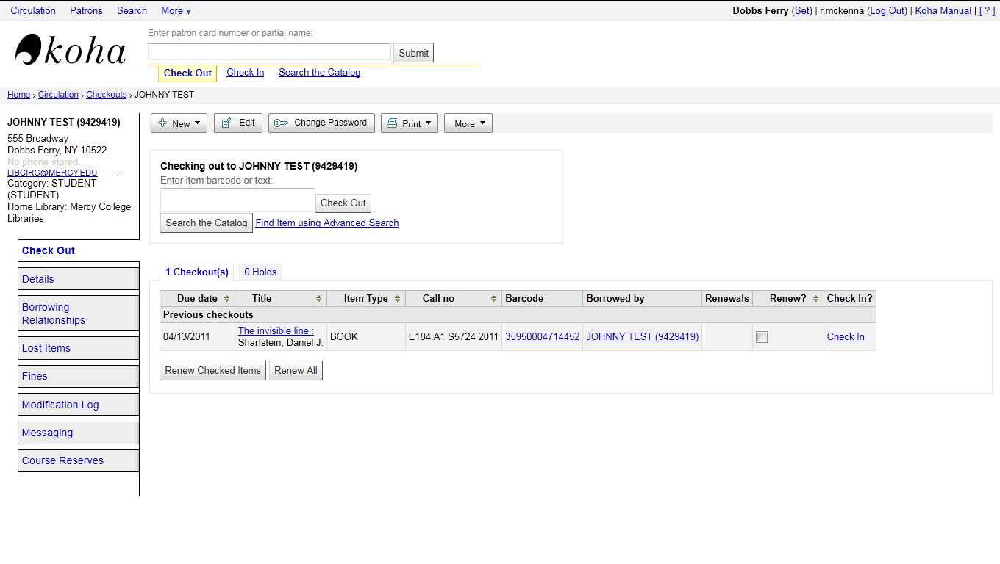 Circulation Patrons Search More ▼ Dobbs Ferry (Set) | r.mckenna (Log Out) | Koha Manual | [ ? ]
koha
Enter patron card number or partial name:
Submit
Check Out Check In Search the Catalog
Home › Circulation › Checkouts › JOHNNY TEST
JOHNNY TEST (9429419)
555 Broadway
Dobbs Ferry, NY 10522
No phone stored.
LIBCIRC@MERCY.EDU ...
Category: STUDENT
(STUDENT)
Home Library: Mercy College
Libraries
Check Out
Details
Borrowing
Relationships
Lost Items
Fines
Modification Log
Messaging
Course Reserves
New Edit Change Password Print More
Checking out to JOHNNY TEST (9429419)
Enter item barcode or text:
Check Out
Search the Catalog Find Item using Advanced Search
1 Checkout(s) 0 Holds
Due date Title Item Type Call no Barcode Borrowed by Renewals Renew? Check In?
Previous checkouts
04/13/2011 The invisible line : BOOK E184.A1 S5724 2011 35950004714452 JOHNNY TEST (9429419) Check In
Sharfstein, Daniel J.
Renew Checked Items Renew All